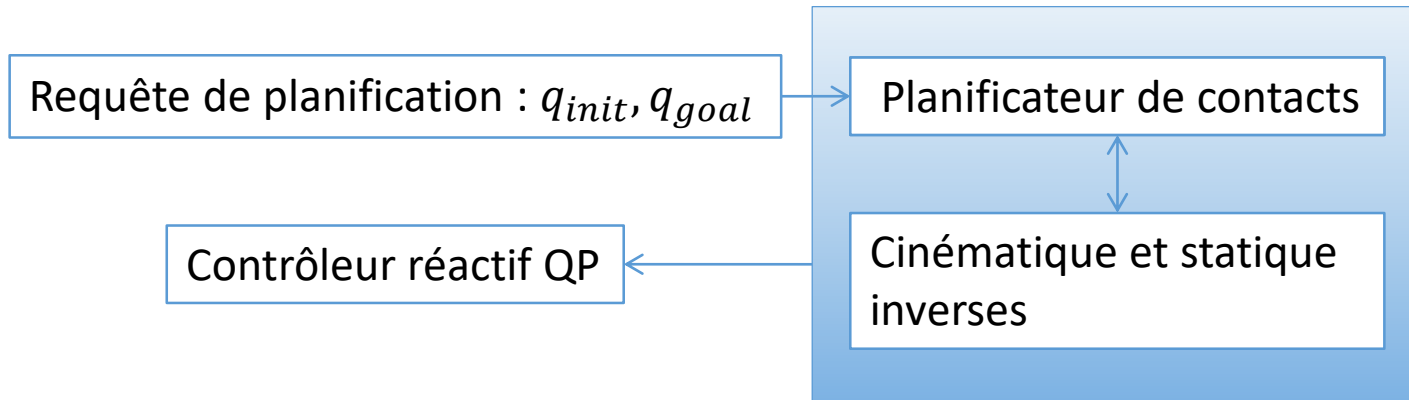 Requête de planification : q_init, q_goal
Planificateur de contacts
Contrôleur réactif QP
Cinématique et statique
inverses